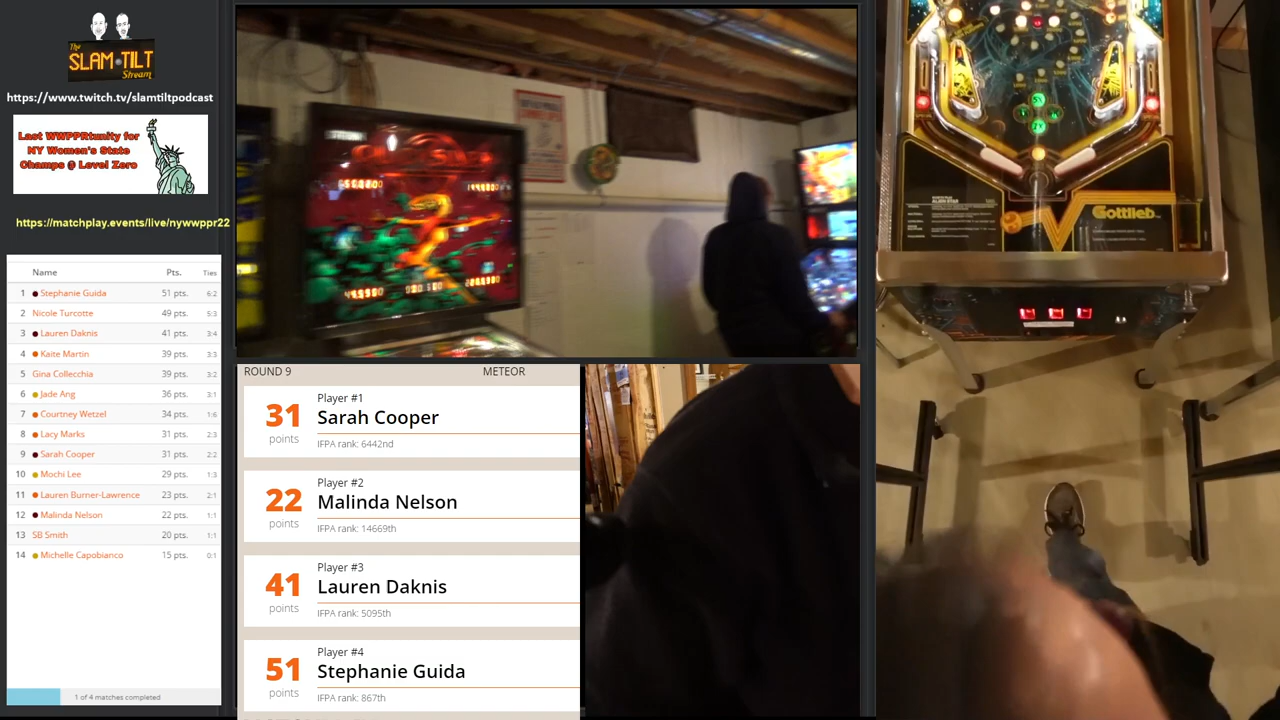 The
SLAM TILT
Stream
https://www.twitch.tv/slamtiltpodcast
Last WWPPRtunity for
NY Women's State
Champs @ Level Zero
https://matchplay.events/live/nywwppr22
Name Pts. Ties
1 Stephanie Guida 51 pts. 6:2
2 Nicole Turcotte 49 pts. 5:3
3 Lauren Daknis 41 pts. 3:4
4 Kaite Martin 39 pts. 3:3
5 Gina Collecchia 39 pts. 3:2
6 Jade Ang 36 pts. 3:1
7 Courtney Wetzel 34 pts. 1:6
8 Lacy Marks 31 pts. 2:3
9 Sarah Cooper 31 pts. 2:2
10 Mochi Lee 29 pts. 1:3
11 Lauren Burner-Lawrence 23 pts. 2:1
12 Malinda Nelson 22 pts. 1:1
13 SB Smith 20 pts. 1:1
14 Michelle Capobianco 15 pts. 0:1
1 of 4 matches completed
ROUND 9 METEOR
31 points
Player #1
Sarah Cooper
IFPA rank: 6442nd
22 points
Player #2
Malinda Nelson
IFPA rank: 14669th
41 points
Player #3
Lauren Daknis
IFPA rank: 5095th
51 points
Player #4
Stephanie Guida
IFPA rank: 867th
SPECIAL
Gottlieb
ALIEN STAR